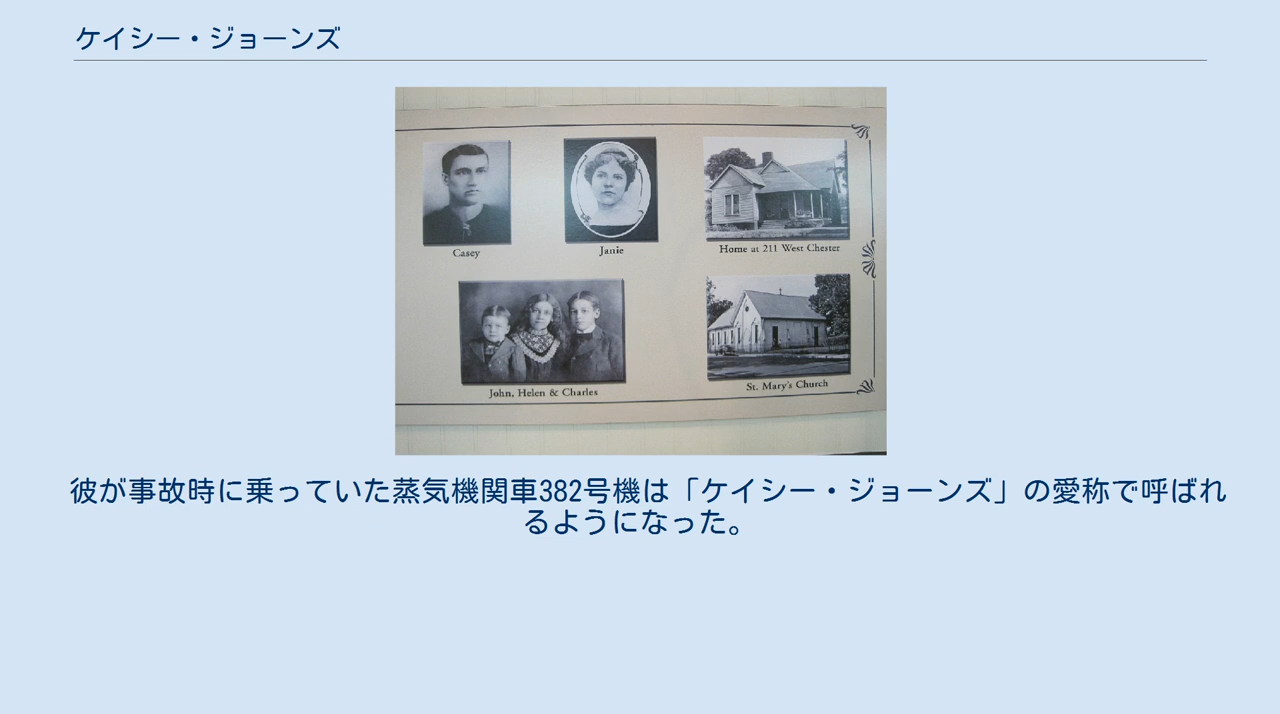 ケイシー・ジョーンズ
Casey
Janie
Home at 211 West Chester
John, Helen & Charles
St. Mary's Church
彼が事故時に乗っていた蒸気機関車382号機は「ケイシー・ジョーンズ」の愛称で呼ばれ
るようになった。